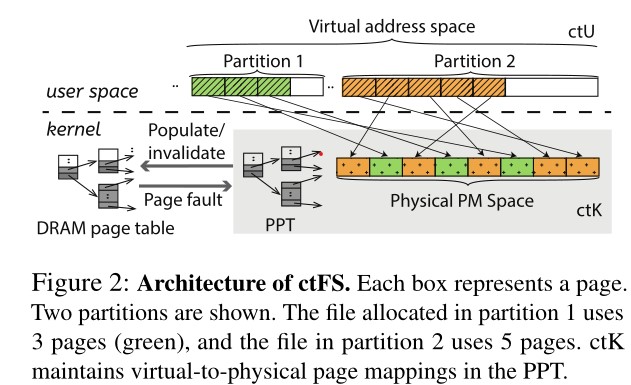 Virtual address space
ctU
Partition 1
Partition 2
..
..
user space
kernel
Populate/
invalidate
Page fault
DRAM page table
PPT
Physical PM Space
ctK
Figure 2: Architecture of ctFS. Each box represents a page.
Two partitions are shown. The file allocated in partition 1 uses
3 pages (green), and the file in partition 2 uses 5 pages. ctK
maintains virtual-to-physical page mappings in the PPT.